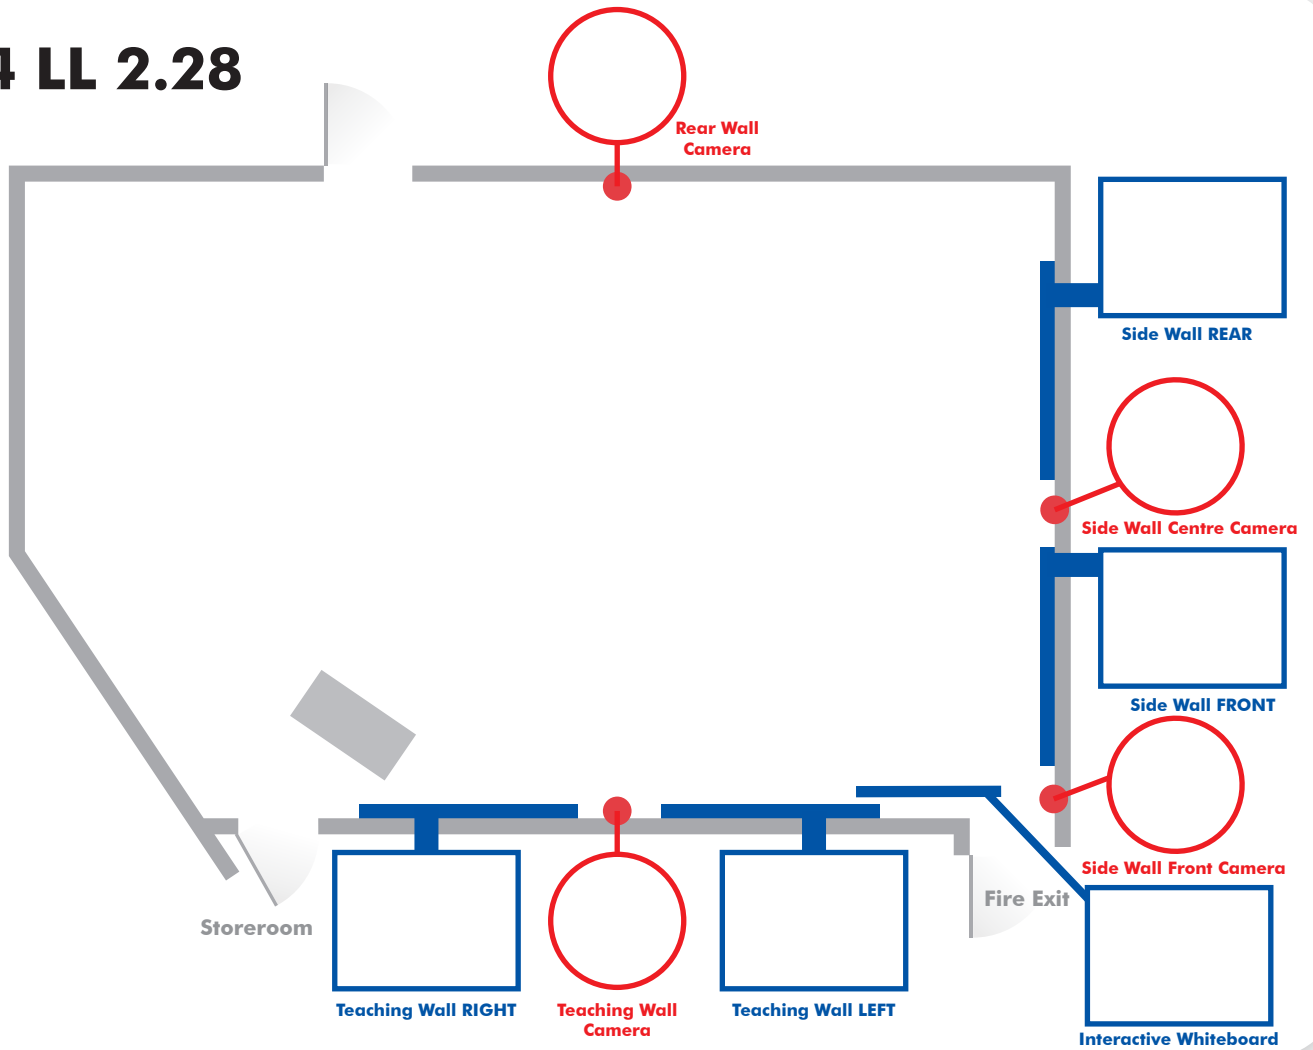 4 LL 2.28
Rear Wall
Camera
Side Wall REAR
Side Wall Centre Camera
Side Wall FRONT
Side Wall Front Camera
Fire Exit
Storeroom
Teaching Wall RIGHT
Teaching Wall
Camera
Teaching Wall LEFT
Interactive Whiteboard